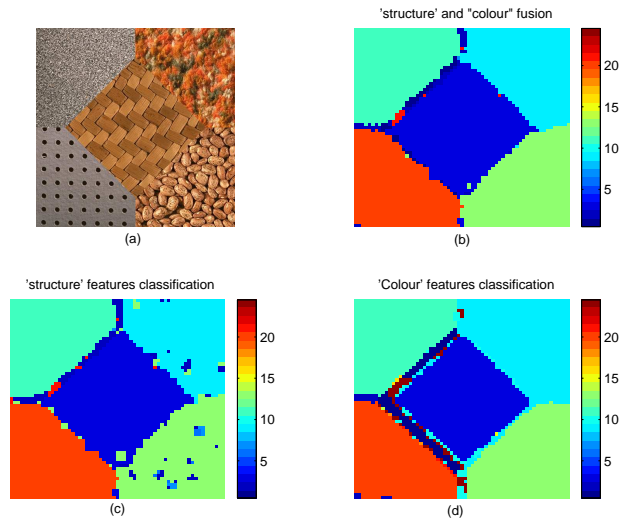 'structure' and "colour" fusion
20
15
10
5
(a)
(b)
'structure' features classification
20
15
10
5
(c)
'Colour' features classification
20
15
10
5
(d)